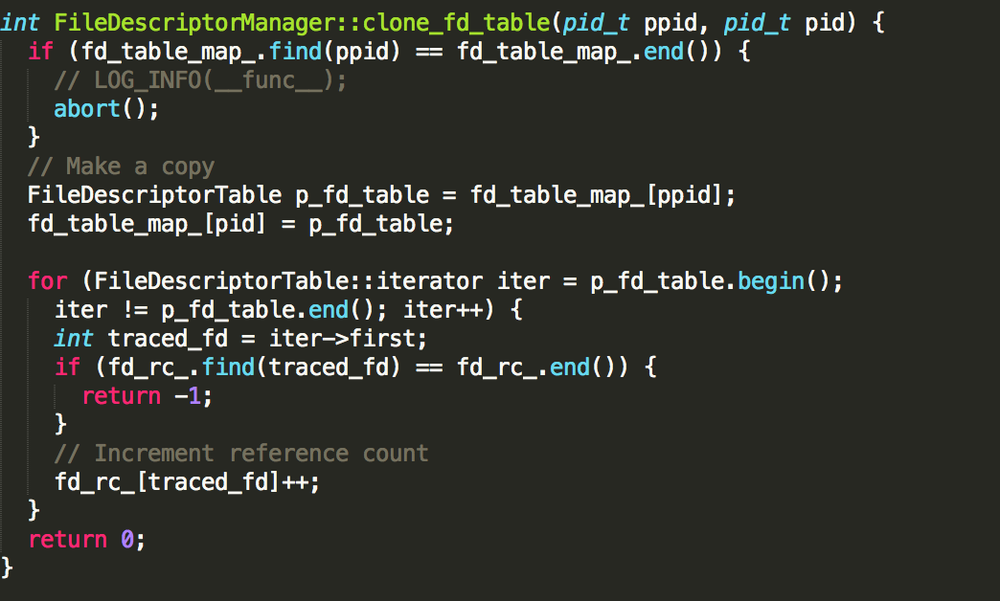 int FileDescriptorManager::clone_fd_table(pid_t ppid, pid_t pid) {
if (fd_table_map_.find(ppid) == fd_table_map_.end()) {
// LOG_INFO(__func__);
abort();
}
// Make a copy
FileDescriptorTable p_fd_table = fd_table_map_[ppid];
fd_table_map_[pid] = p_fd_table;
for (FileDescriptorTable::iterator iter = p_fd_table.begin();
iter != p_fd_table.end(); iter++) {
int traced_fd = iter->first;
if (fd_rc_.find(traced_fd) == fd_rc_.end()) {
return -1;
}
// Increment reference count
fd_rc_[traced_fd]++;
}
return 0;
}